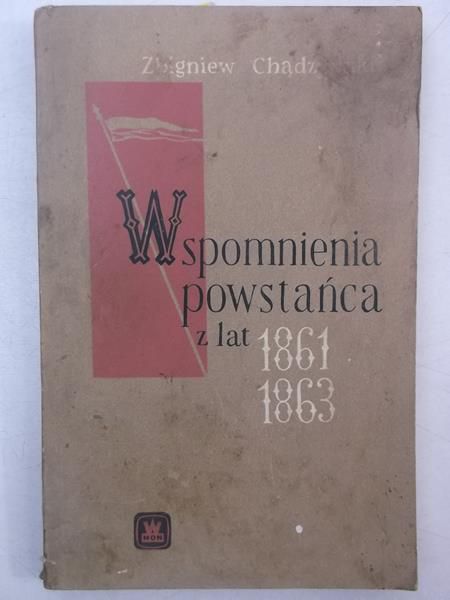 Zbigniew
Wspomnienia
powstańca
z lat 1861
1863
W
MON